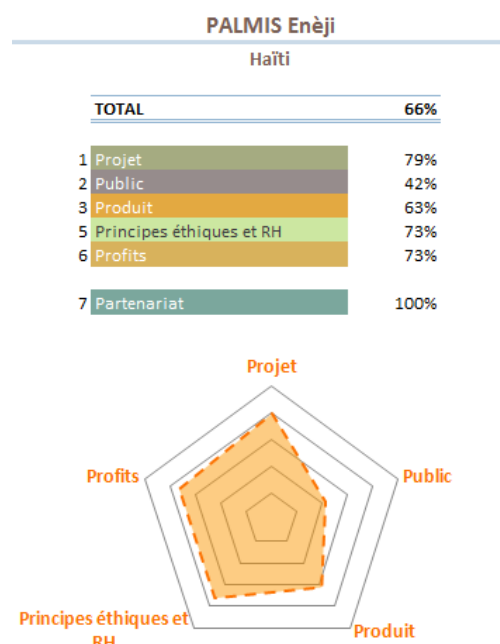 PALMIS Enèji
Haïti
TOTAL 66%
1 Projet 79%
2 Public 42%
3 Produit 63%
5 Principes éthiques et RH 73%
6 Profits 73%
7 Partenariat 100%
Projet
Profits
Public
Principes éthiques et
RH
Produit